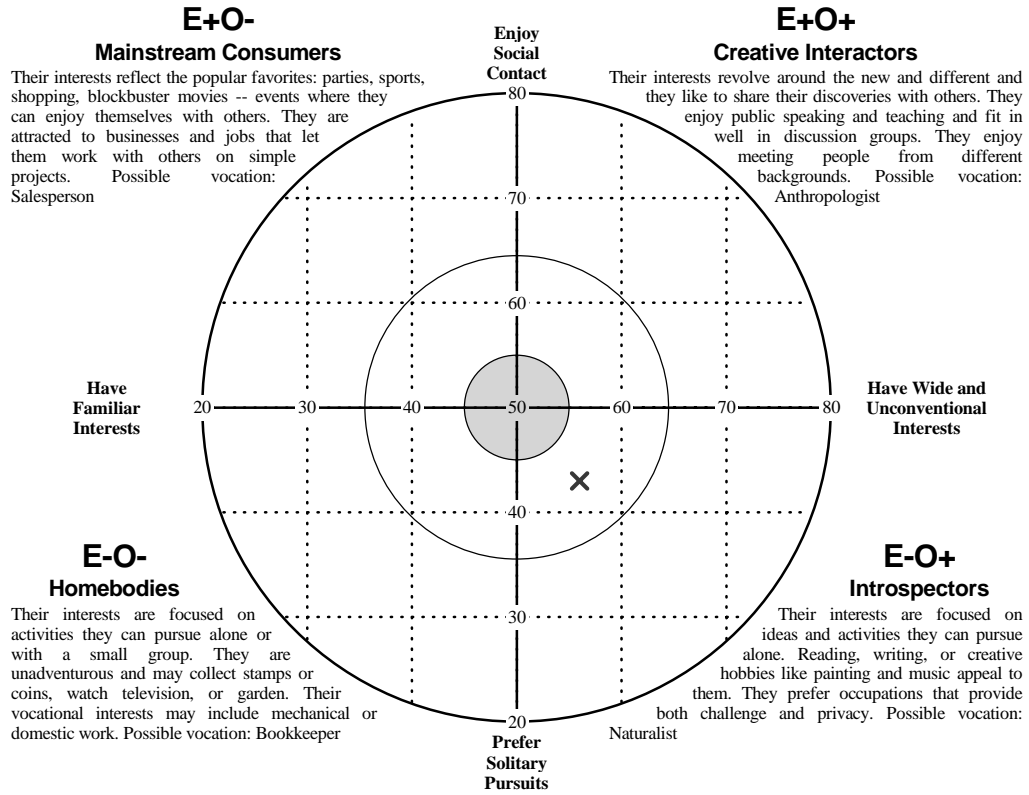 E+O-
Mainstream Consumers
Their interests reflect the popular favorites: parties, sports,
shopping, blockbuster movies -- events where they
can enjoy themselves with others. They are
attracted to businesses and jobs that let
them work with others on simple
projects. Possible vocation:
Salesperson
Enjoy
Social
Contact
E+O+
Creative Interactors
Their interests revolve around the new and different and
they like to share their discoveries with others. They
enjoy public speaking and teaching and fit in
well in discussion groups. They enjoy
meeting people from different
backgrounds. Possible vocation:
Anthropologist
80
70
60
Have
Familiar
Interests
20 30 40 50 60 70 80
Have Wide and
Unconventional
Interests
40
30
20
E-O-
Homebodies
Their interests are focused on
activities they can pursue alone or
with a small group. They are
unadventurous and may collect stamps or
coins, watch television, or garden. Their
vocational interests may include mechanical or
domestic work. Possible vocation: Bookkeeper
Prefer
Solitary
Pursuits
E-O+
Introspectors
Their interests are focused on
ideas and activities they can pursue
alone. Reading, writing, or creative
hobbies like painting and music appeal to
them. They prefer occupations that provide
both challenge and privacy. Possible vocation:
Naturalist